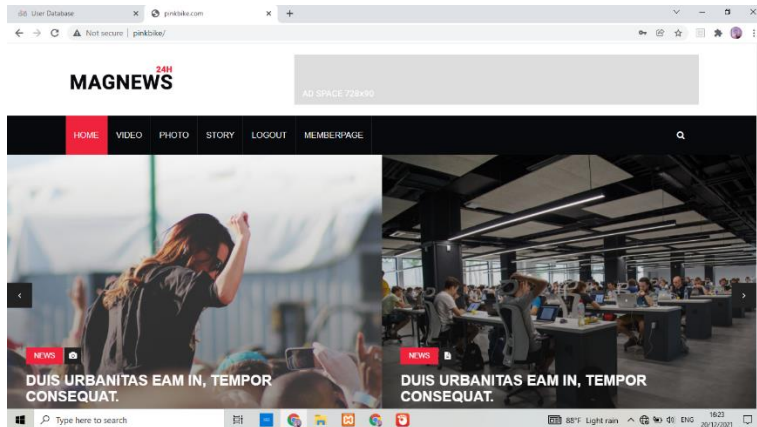 User Database
pinkbike.com
Not secure | pinkbike/
24H
MAGNEWS
AD SPACE 728x90
HOME VIDEO PHOTO STORY LOGOUT MEMBERPAGE
NEWS
DUIS URBANITAS EAM IN, TEMPOR
CONSEQUAT.
NEWS
DUIS URBANITAS EAM IN, TEMPOR
CONSEQUAT.
Type here to search
88°F Light rain
ENG
16:23
20/12/2021